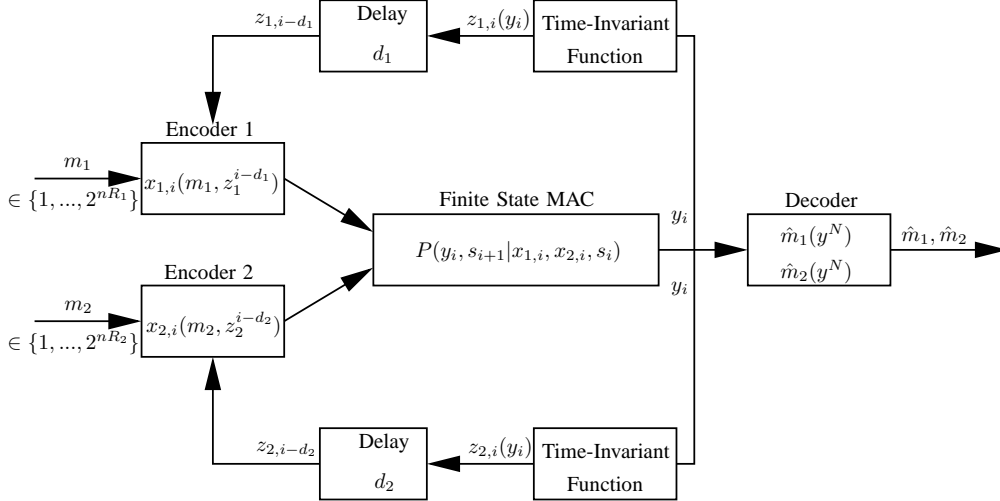 $z_{1,i-d_1}$ Delay $d_1$ $z_{1,i}(y_i)$ Time-Invariant Function
Encoder 1
$m_1$
$\in \{1, ..., 2^{nR_1}\}$
$x_{1,i}(m_1, z_1^{i-d_1})$
Finite State MAC
$P(y_i, s_{i+1}|x_{1,i}, x_{2,i}, s_i)$
$y_i$
$y_i$
Decoder
$\hat{m}_1(y^N)$
$\hat{m}_2(y^N)$
$\hat{m}_1, \hat{m}_2$
Encoder 2
$m_2$
$\in \{1, ..., 2^{nR_2}\}$
$x_{2,i}(m_2, z_2^{i-d_2})$
$z_{2,i-d_2}$ Delay $d_2$ $z_{2,i}(y_i)$ Time-Invariant Function